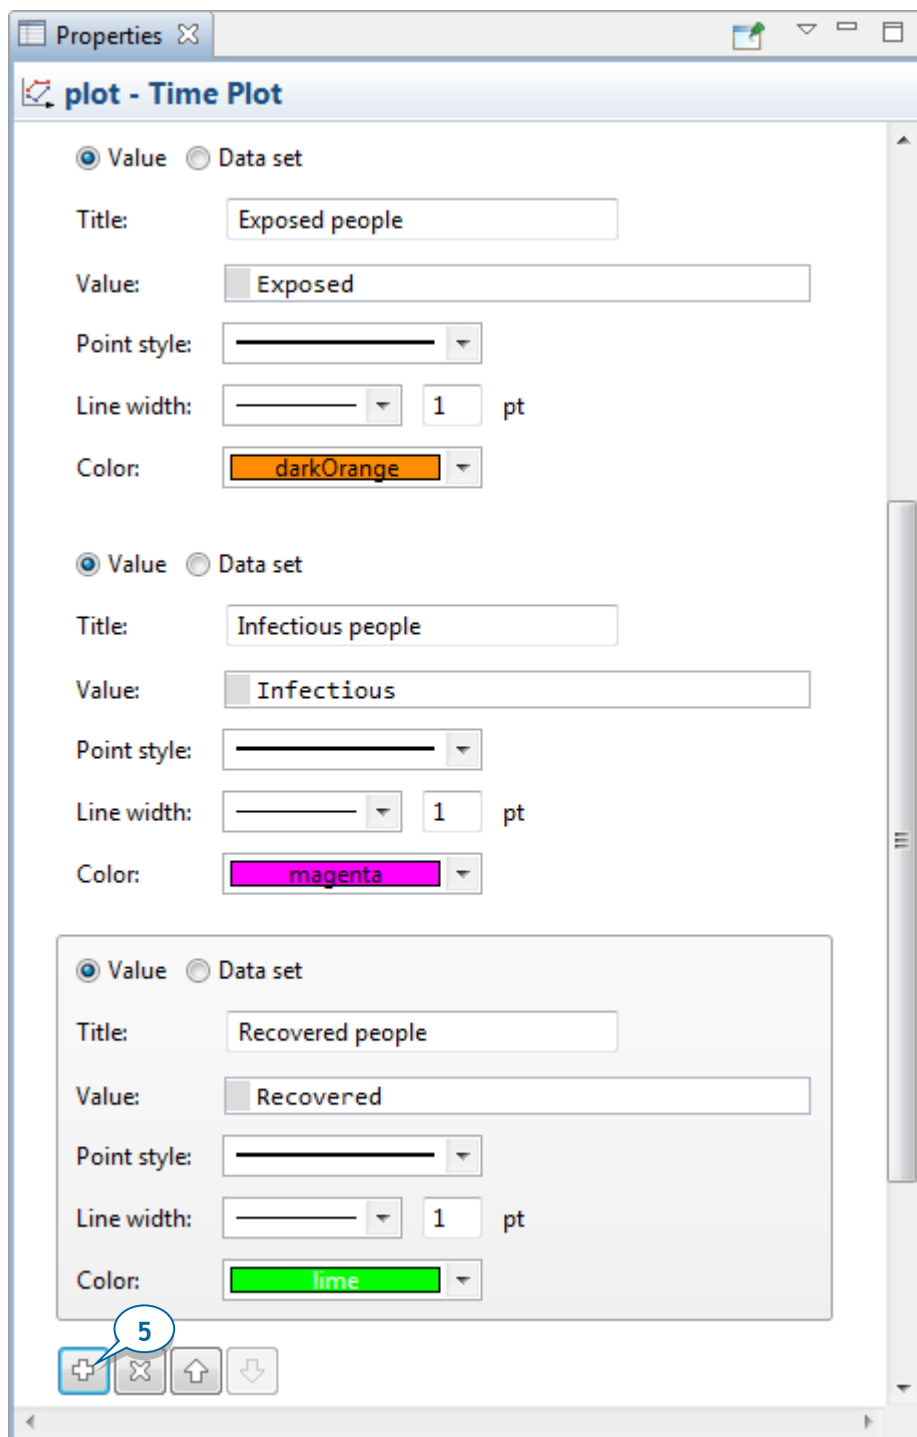 Properties
plot - Time Plot
Value Data set
Title: Exposed people
Value: Exposed
Point style:
Line width: 1 pt
Color: darkOrange
Value Data set
Title: Infectious people
Value: Infectious
Point style:
Line width: 1 pt
Color: magenta
Value Data set
Title: Recovered people
Value: Recovered
Point style:
Line width: 1 pt
Color: lime
5